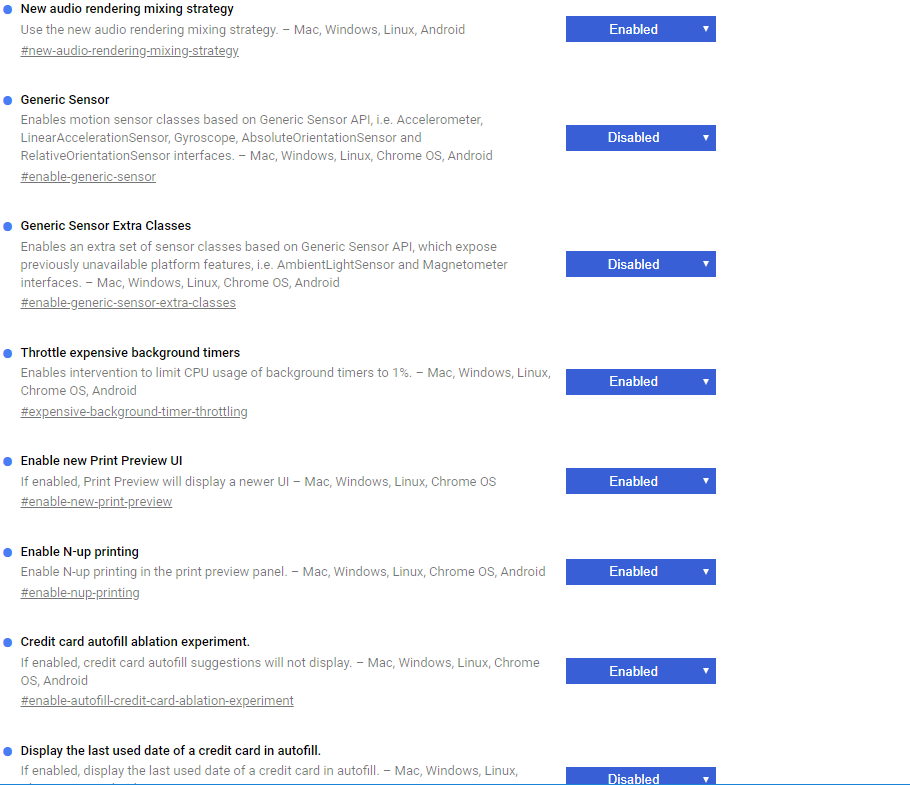 New audio rendering mixing strategy
Use the new audio rendering mixing strategy. – Mac, Windows, Linux, Android
Enabled
#new-audio-rendering-mixing-strategy
Generic Sensor
Enables motion sensor classes based on Generic Sensor API, i.e. Accelerometer,
LinearAccelerationSensor, Gyroscope, AbsoluteOrientationSensor and
Disabled
RelativeOrientationSensor interfaces. – Mac, Windows, Linux, Chrome OS, Android
#enable-generic-sensor
Generic Sensor Extra Classes
Enables an extra set of sensor classes based on Generic Sensor API, which expose
previously unavailable platform features, i.e. AmbientLightSensor and Magnetometer
Disabled
interfaces. – Mac, Windows, Linux, Chrome OS, Android
#enable-generic-sensor-extra-classes
Throttle expensive background timers
Enables intervention to limit CPU usage of background timers to 1%. – Mac, Windows, Linux,
Enabled
Chrome OS, Android
#expensive-background-timer-throttling
Enable new Print Preview UI
If enabled, Print Preview will display a newer UI – Mac, Windows, Linux, Chrome OS
Enabled
#enable-new-print-preview
Enable N-up printing
Enable N-up printing in the print preview panel. – Mac, Windows, Linux, Chrome OS, Android
Enabled
#enable-nup-printing
Credit card autofill ablation experiment.
If enabled, credit card autofill suggestions will not display. – Mac, Windows, Linux, Chrome
Enabled
OS, Android
#enable-autofill-credit-card-ablation-experiment
Display the last used date of a credit card in autofill.
If enabled, display the last used date of a credit card in autofill. – Mac, Windows, Linux,
Disabled